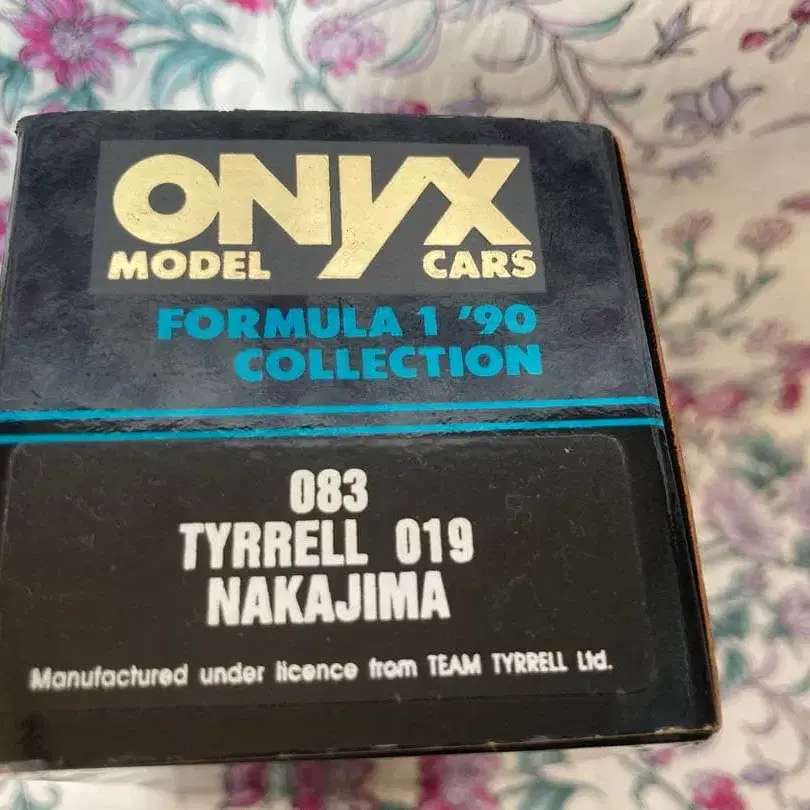 ONYX
MODEL CARS
FORMULA 1 '90
COLLECTION
083
TYRRELL 019
NAKAJIMA
Manufactured under licence from TEAM TYRRELL Ltd.